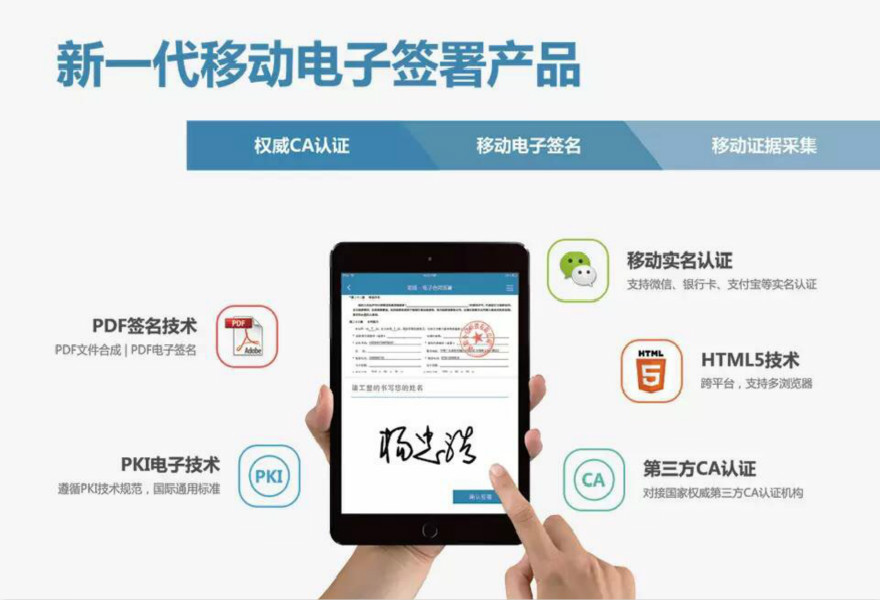 新一代移动电子签署产品
权威CA认证
移动电子签名
移动证据采集
移动实名认证
支持微信、银行卡、支付宝等实名认证
PDF签名技术
PDF文件合成 | PDF电子签名
PDF
Adobe
HTML
5
HTML5技术
跨平台，支持多浏览器
请工整的书写您的姓名
杨忠浩
确认签署
PKI电子技术
遵循PKI技术规范，国际通用标准
PKI
CA
第三方CA认证
对接国家权威第三方CA认证机构